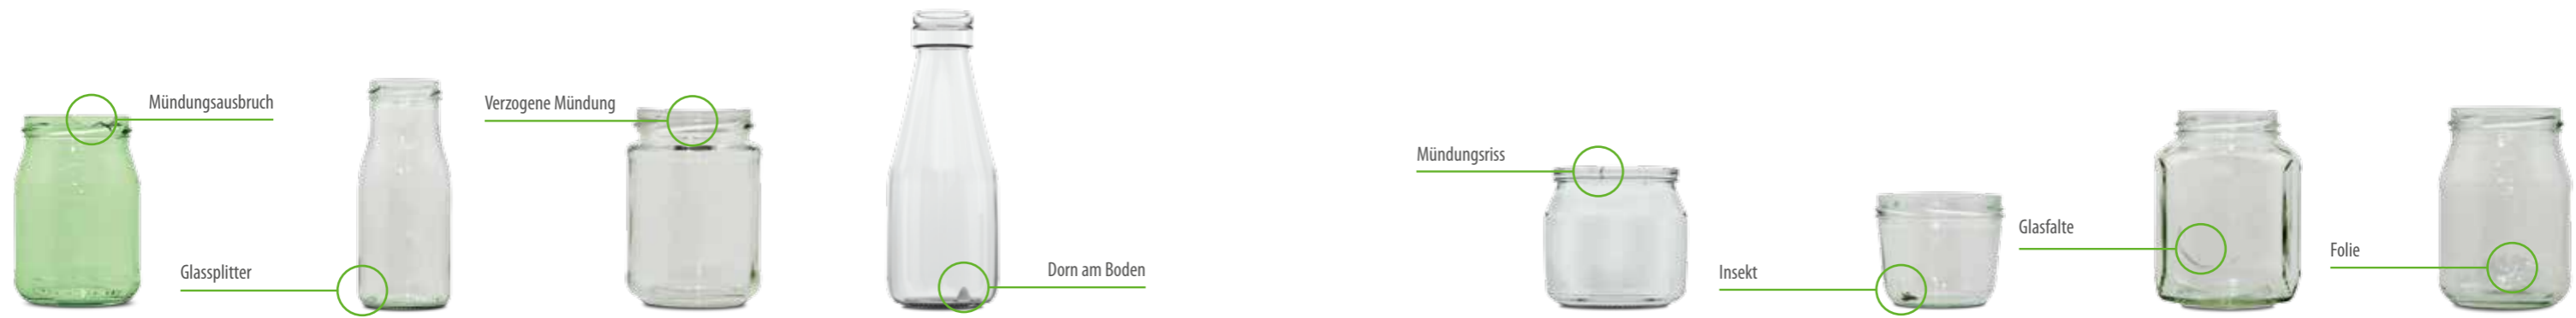 Mündungsausbruch
Glassplitter
Verzogene Mündung
Dorn am Boden
Mündungsriss
Insekt
Glasfalte
Folie